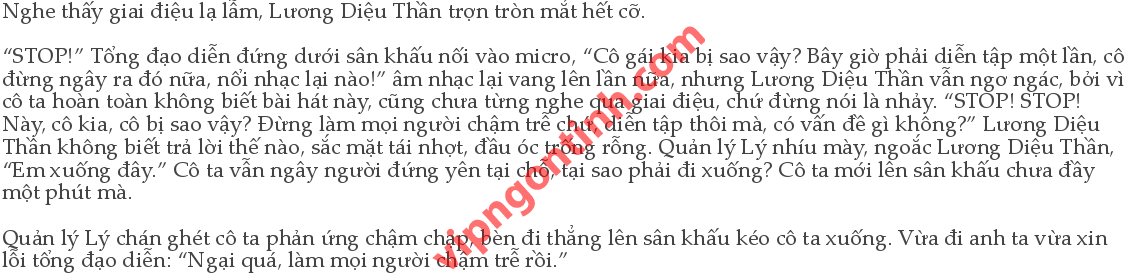 Nghe thấy giai điệu lạ lẫm, Lương Diệu Thần trợn tròn mắt hết cỡ.
“STOP!” Tổng đạo diễn đứng dưới sân khấu nối vào micro, “Cô gái kia bị sao vậy? Bây giờ phải diễn tập một lần, cô
đừng ngây ra đó nữa, nổi nhạc lại nào!” âm nhạc lại vang lên lần nữa, nhưng Lương Diệu Thần vẫn ngơ ngác, bởi vì
cô ta hoàn toàn không biết bài hát này, cũng chưa từng nghe qua giai điệu, chứ đừng nói là nhảy. “STOP! STOP!
Này, cô kia, cô bị sao vậy? Đừng làm mọi người chậm trễ chứ, diễn tập thôi mà, có vấn đề gì không?” Lương Diệu
Thần không biết trả lời thế nào, sắc mặt tái nhợt, đầu óc trống rỗng. Quản lý Lý nhíu mày, ngoắc Lương Diệu Thần,
“Em xuống đây.” Cô ta vẫn ngây người đứng yên tại chỗ, tại sao phải đi xuống? Cô ta mới lên sân khấu chưa đầy
một phút mà.
Quản lý Lý chán ghét cô ta phản ứng chậm chạp, bèn đi thẳng lên sân khấu kéo cô ta xuống. Vừa đi anh ta vừa xin
lỗi tổng đạo diễn: “Ngại quá, làm mọi người chậm trễ rồi.”
vipngontinh.com